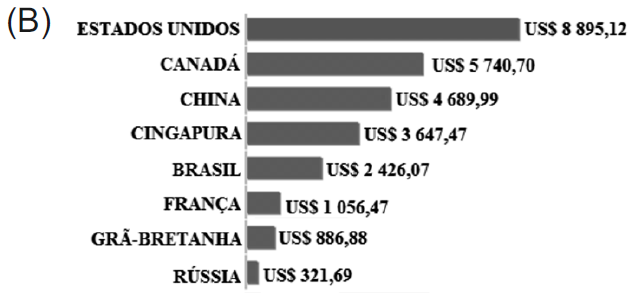 (B)
ESTADOS UNIDOS US$ 8 895,12
CANADÁ US$ 5 740,70
CHINA US$ 4 689,99
CINGAPURA US$ 3 647,47
BRASIL US$ 2 426,07
FRANÇA US$ 1 056,47
GRÃ-BRETANHA US$ 886,88
RÚSSIA US$ 321,69